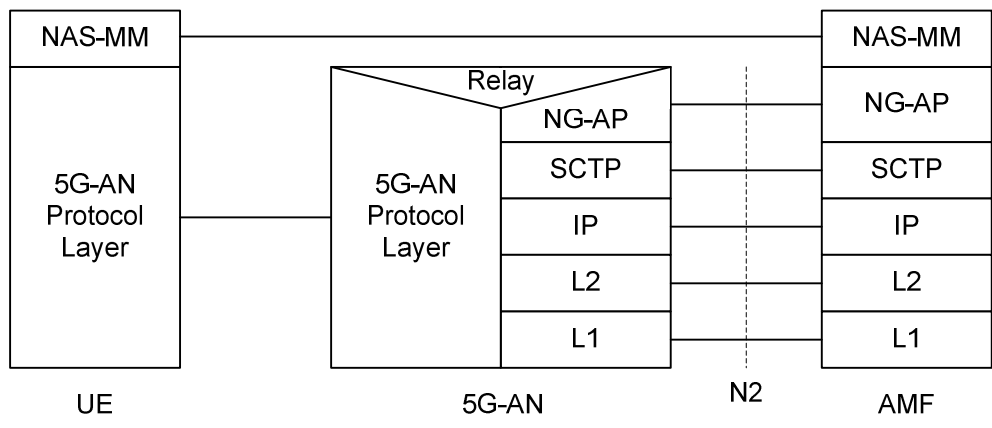 NAS-MM
5G-AN
Protocol
Layer
UE
Relay
5G-AN
Protocol
Layer
NG-AP
SCTP
IP
L2
L1
5G-AN
N2
NAS-MM
NG-AP
SCTP
IP
L2
L1
AMF